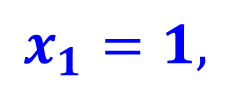 x₁ = 1,